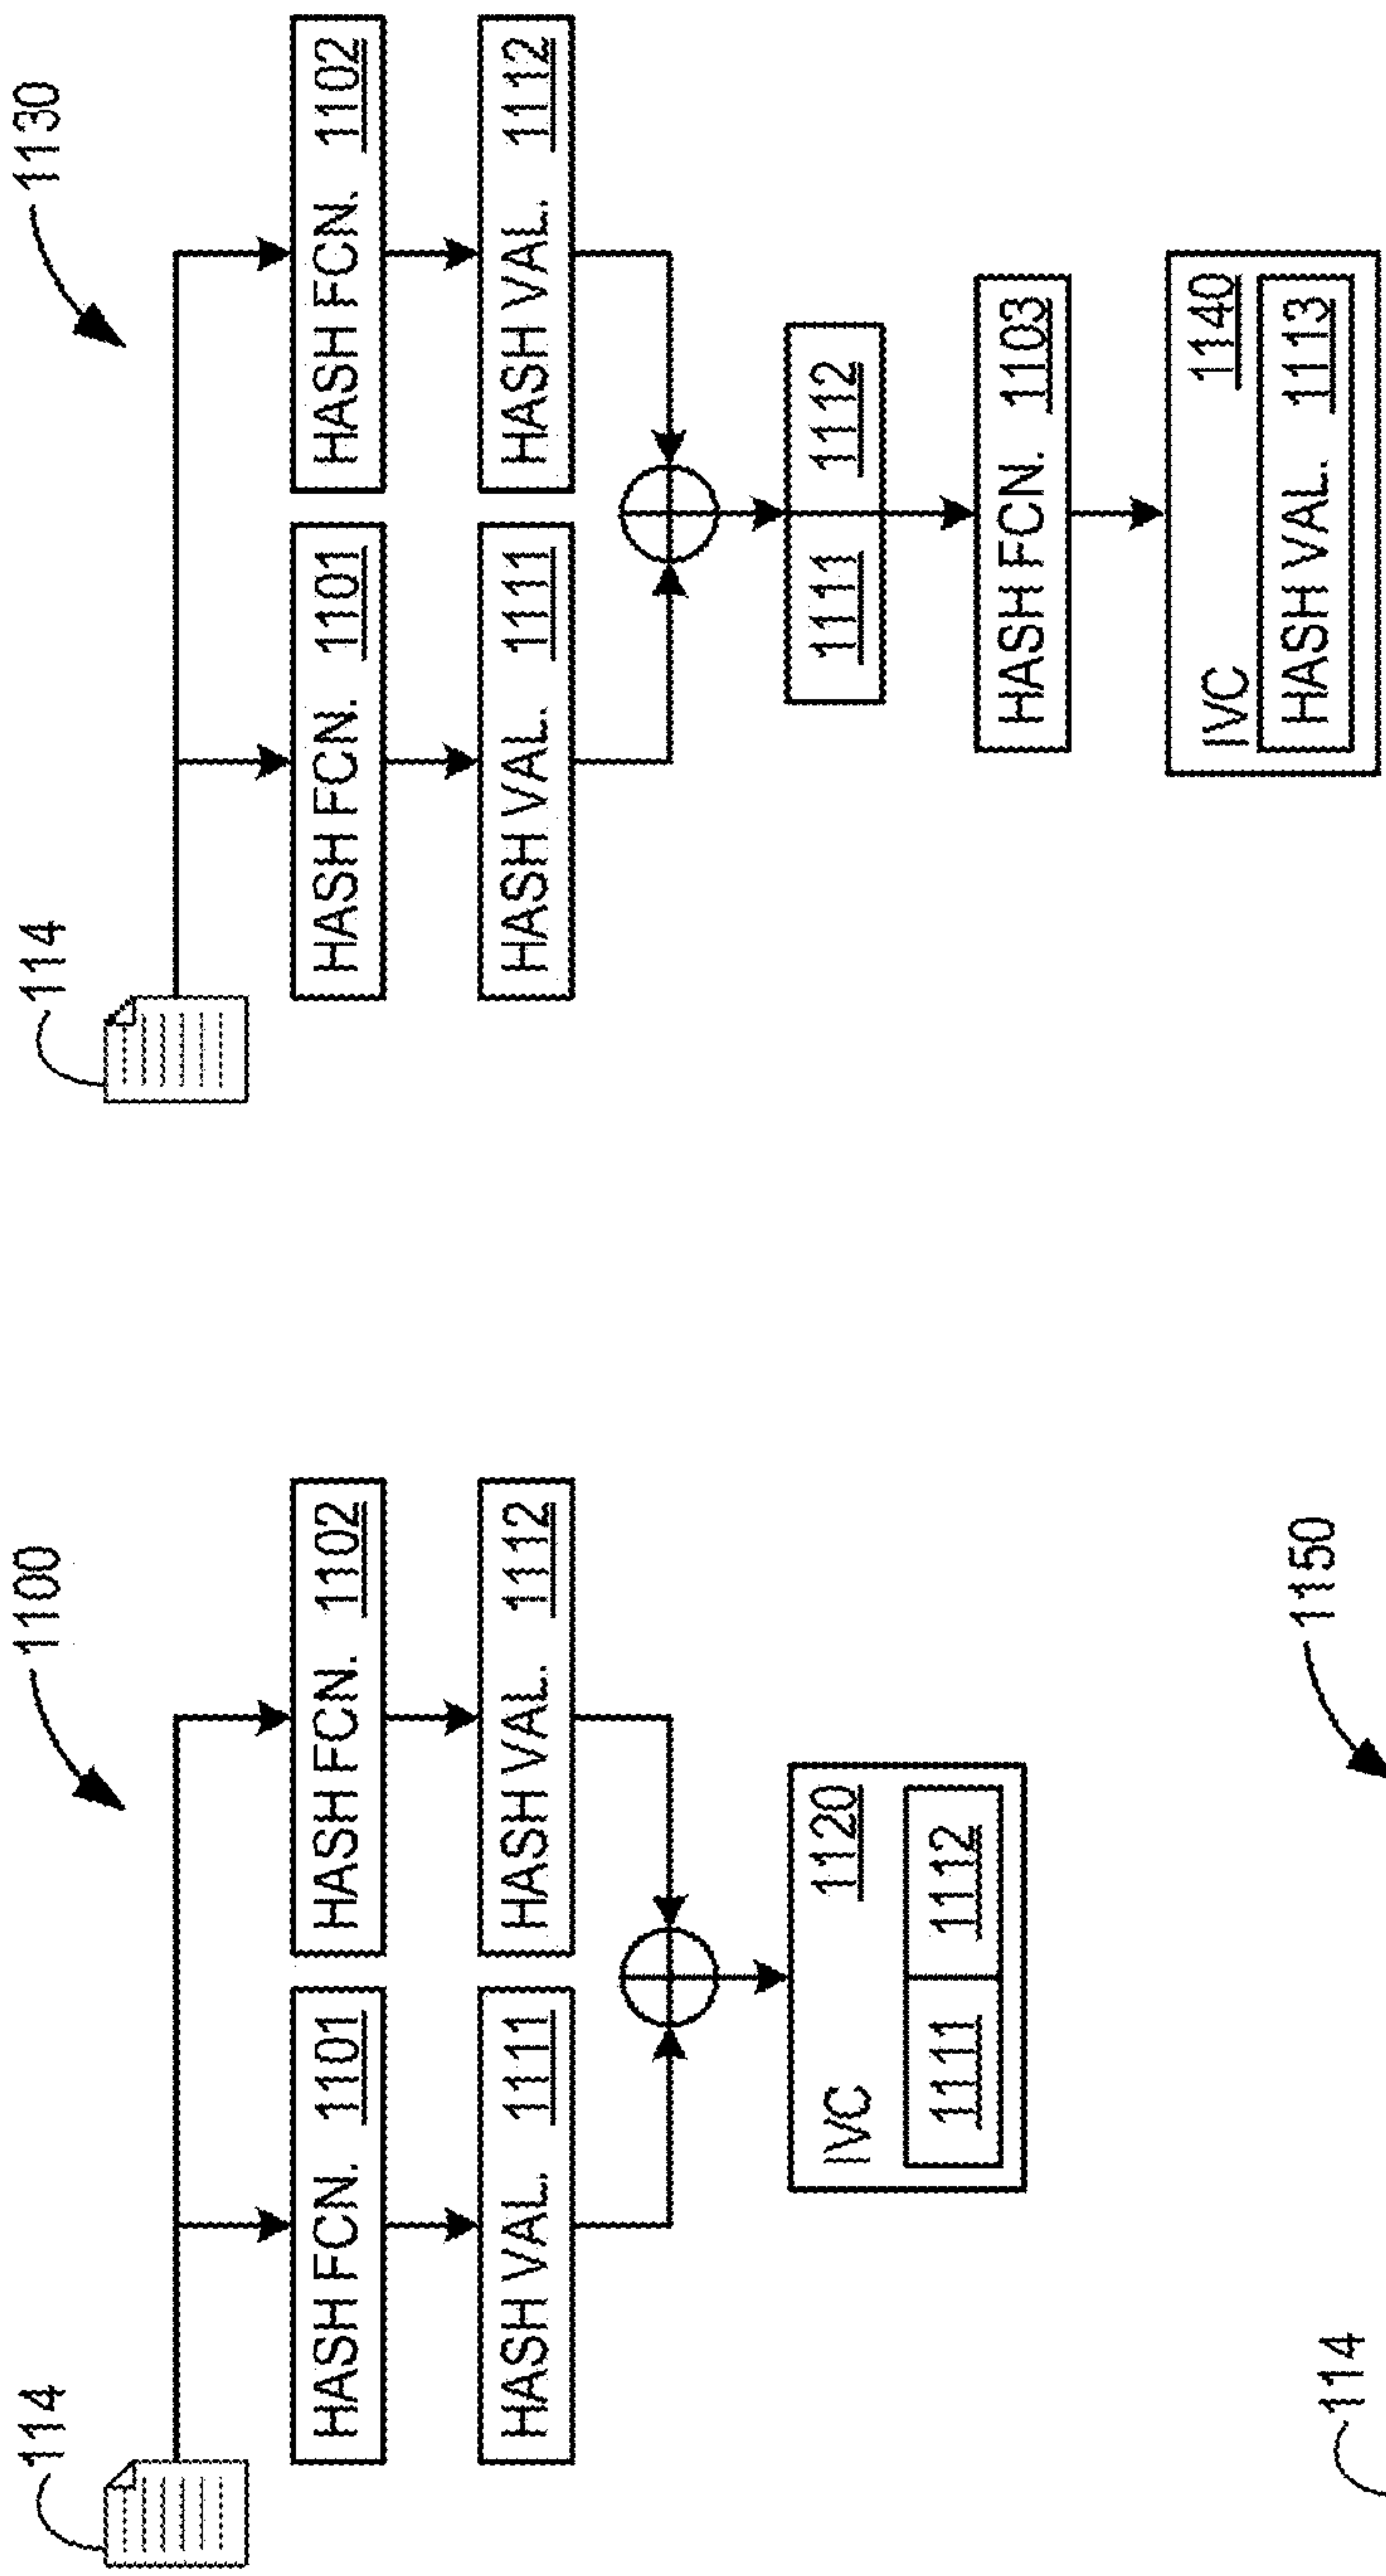 1100
114
HASH FCN. 1101
HASH FCN. 1102
HASH VAL. 1111
HASH VAL. 1112
IVC 1120
1111 1112
1130
114
HASH FCN. 1101
HASH FCN. 1102
HASH VAL. 1111
HASH VAL. 1112
1111 1112
HASH FCN. 1103
IVC 1140
HASH VAL. 1113
1150
114